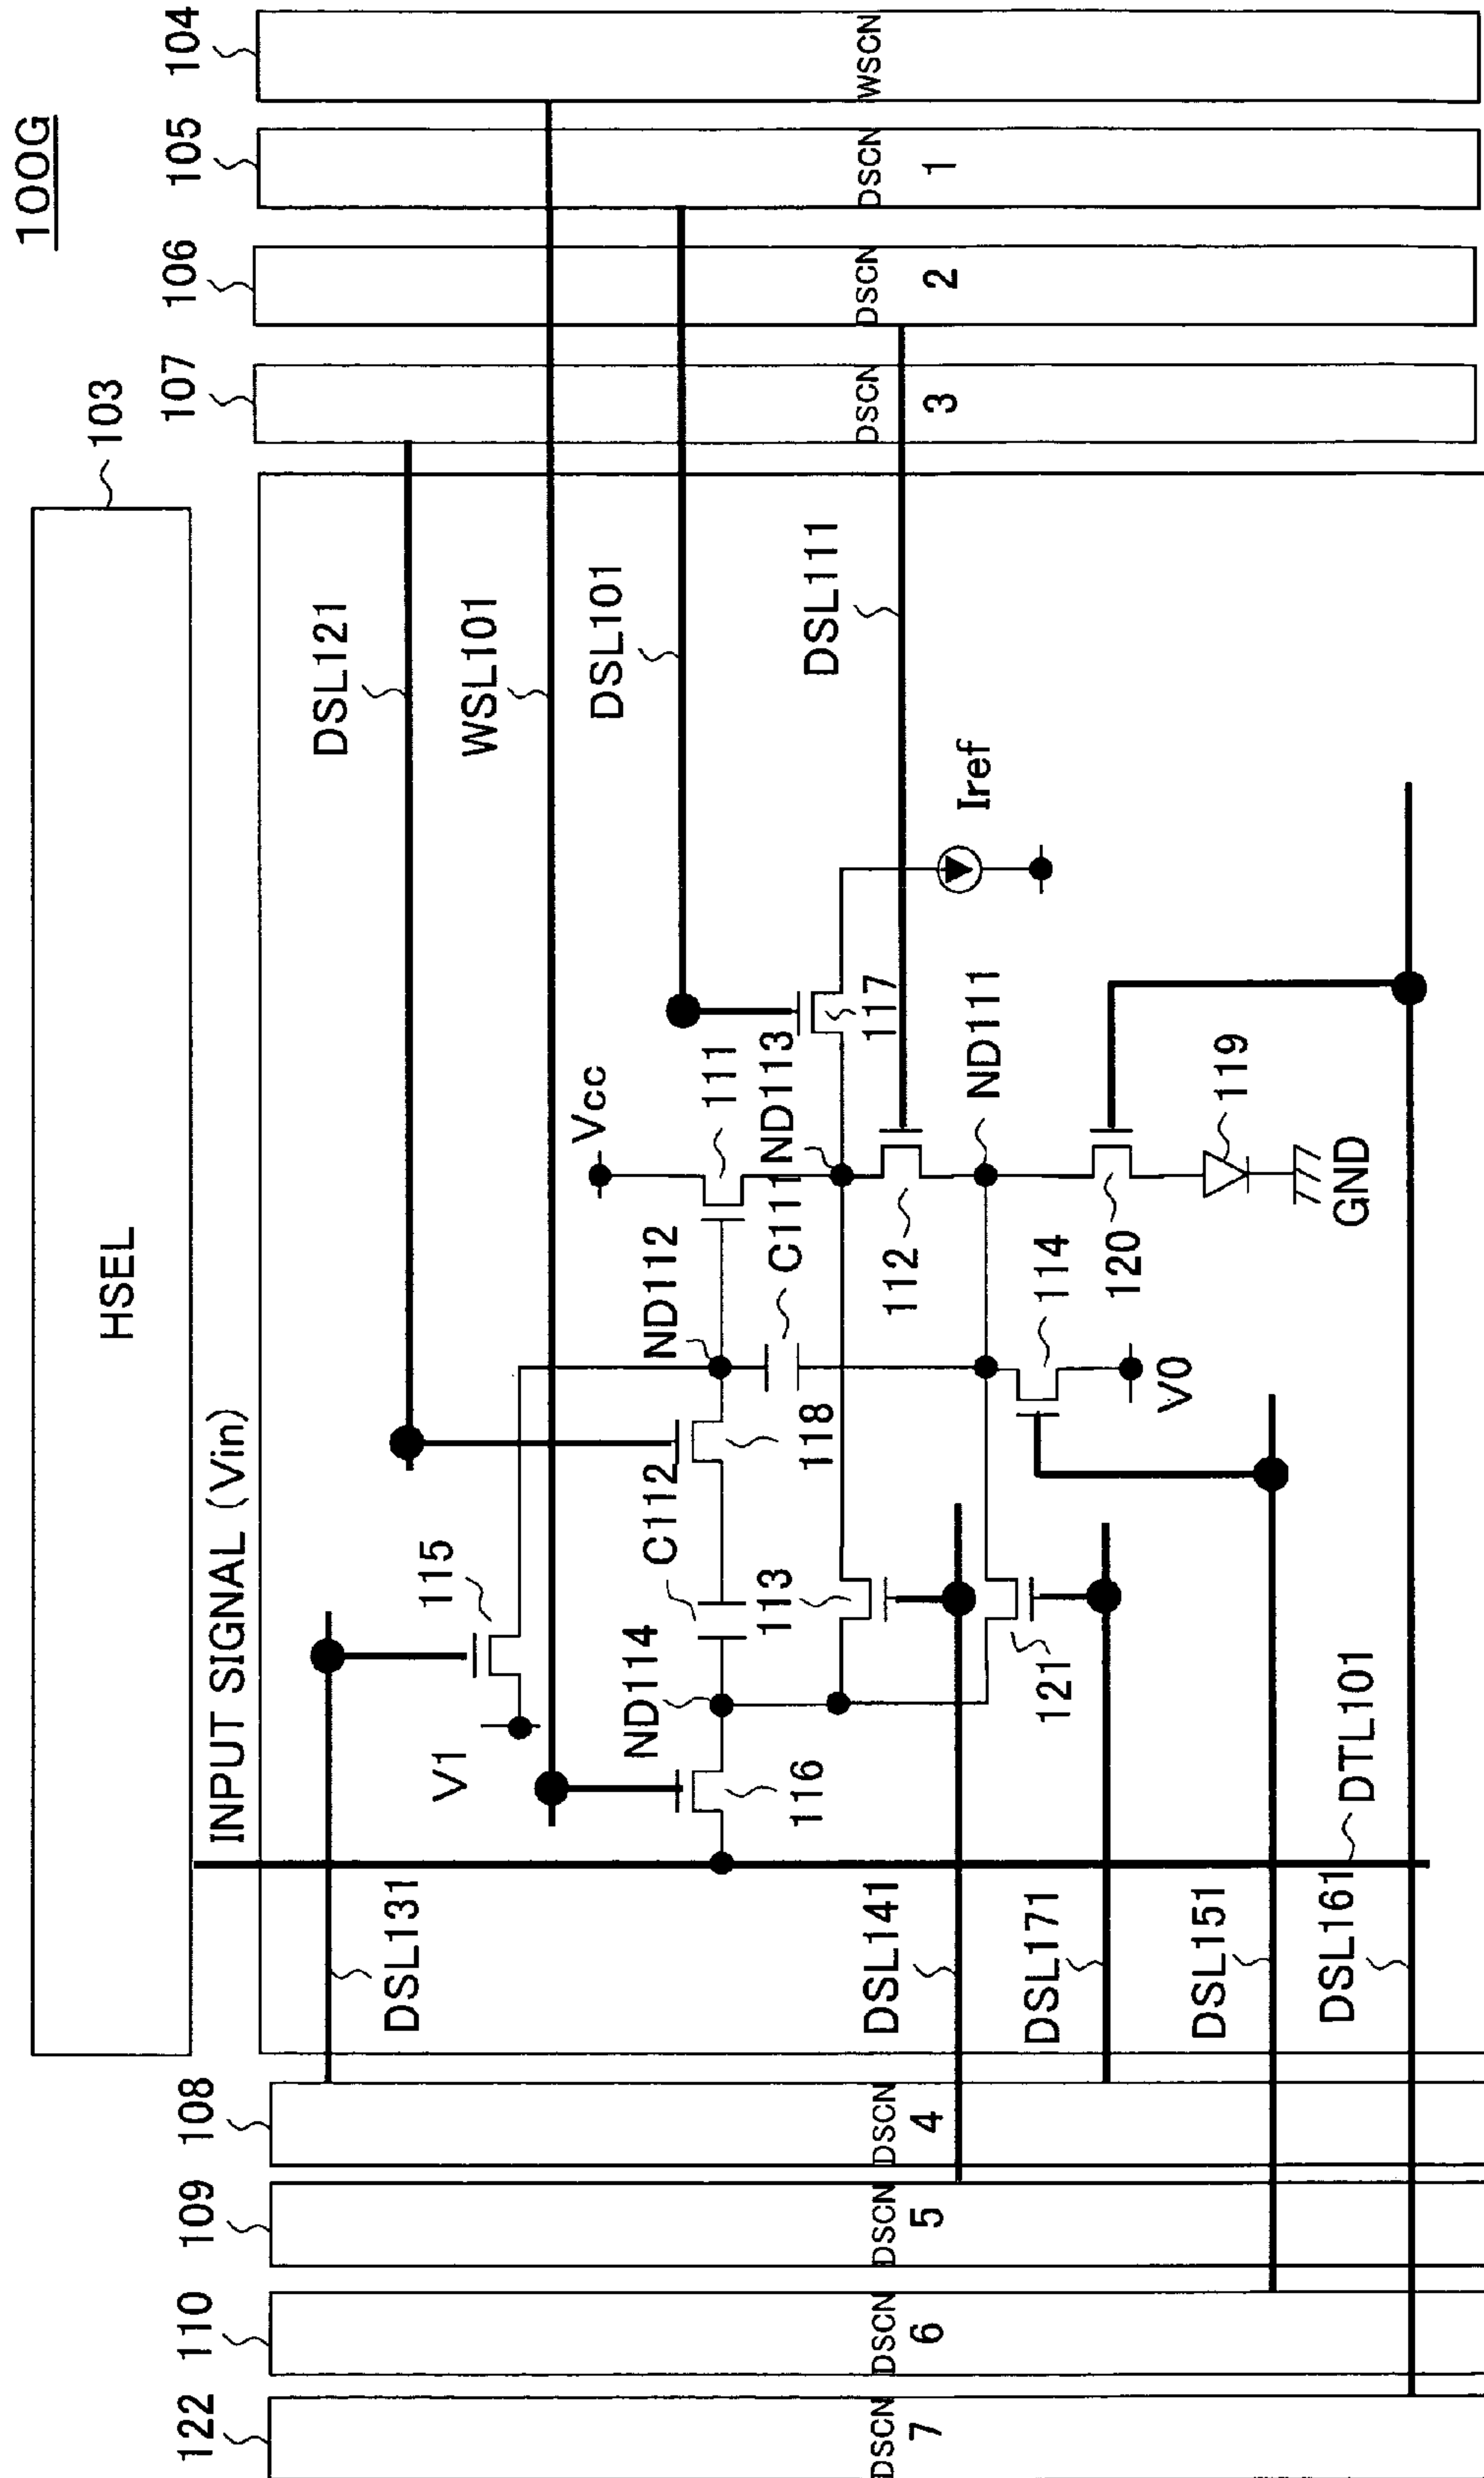 100G
HSEL
103
INPUT SIGNAL (Vin)
122
110
109
108
107
106
105
104
DSCN
7
DSCN
6
DSCN
5
DSCN
4
DSCN
3
DSCN
2
DSCN
1
WSCN
DSL131
DSL121
V1
115
WSL101
DSL101
Vcc
ND114
C112
ND112
111
116
113
118
C111
ND113
117
DSL111
DSL141
112
Iref
ND111
DSL171
121
114
120
119
V0
GND
DSL151
DSL161
DTL101